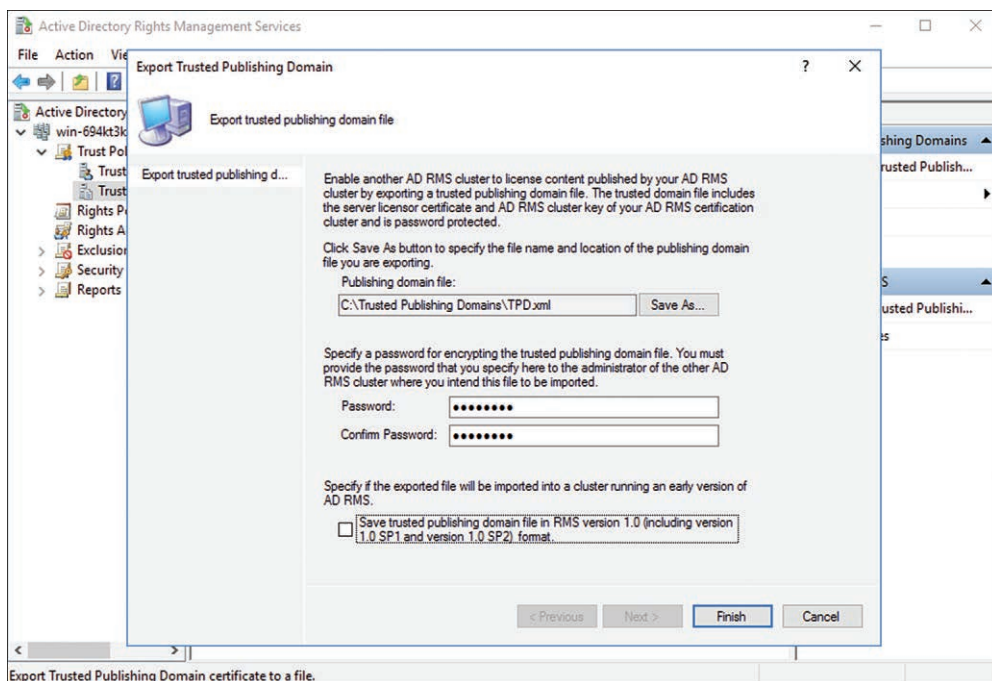 Active Directory Rights Management Services
File Action Vie
Export Trusted Publishing Domain
? 
Export trusted publishing domain file
Active Directory
win-694kt3k
Trust Pol
Trust
Trust
Rights P
Rights A
Exclusion
Security
Reports
Export trusted publishing d...
Enable another AD RMS cluster to license content published by your AD RMS
cluster by exporting a trusted publishing domain file. The trusted domain file includes
the server licensor certificate and AD RMS cluster key of your AD RMS certification
cluster and is password protected.
Click Save As button to specify the file name and location of the publishing domain
file you are exporting.
Publishing domain file:
C:\Trusted Publishing Domains\TPD.xml Save As...
Specify a password for encrypting the trusted publishing domain file. You must
provide the password that you specify here to the administrator of the other AD
RMS cluster where you intend this file to be imported.
Password: ●●●●●●●●
Confirm Password: ●●●●●●●●
Specify if the exported file will be imported into a cluster running an early version of
AD RMS.
Save trusted publishing domain file in RMS version 1.0 (including version
1.0 SP1 and version 1.0 SP2) format.
< Previous Next > Finish Cancel
shing Domains
rusted Publish...
S
usted Publishi...
es
Export Trusted Publishing Domain certificate to a file.